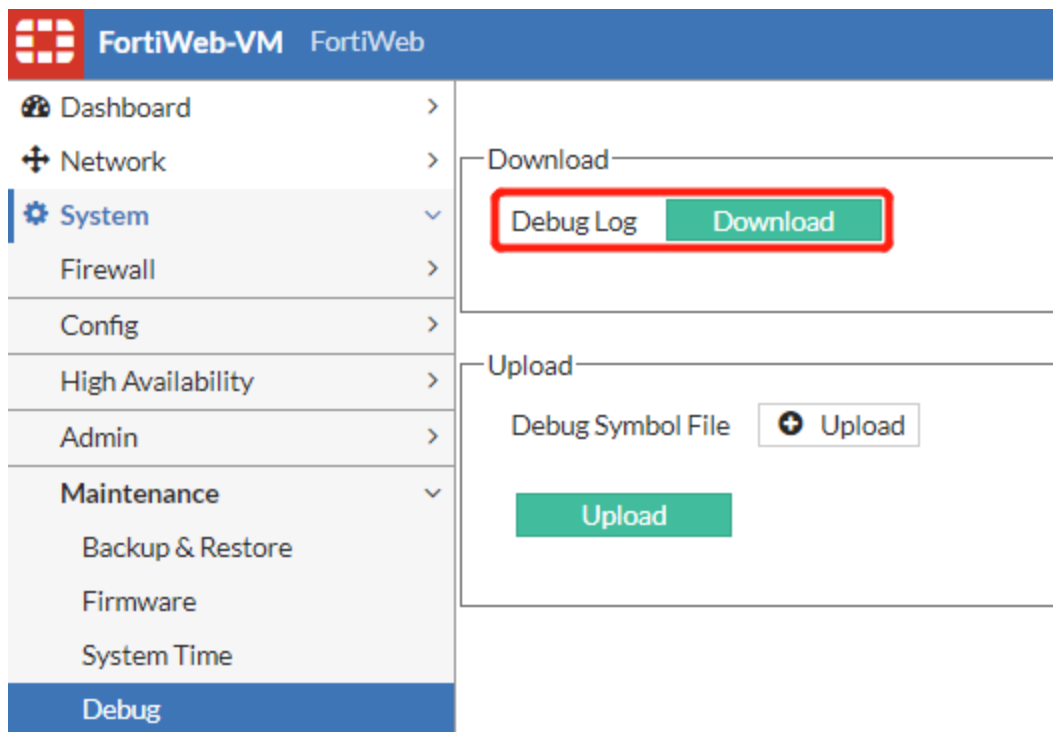 FortiWeb-VM FortiWeb
Dashboard
Network
System
Firewall
Config
High Availability
Admin
Maintenance
Backup & Restore
Firmware
System Time
Debug
Download
Debug Log Download
Upload
Debug Symbol File Upload
Upload